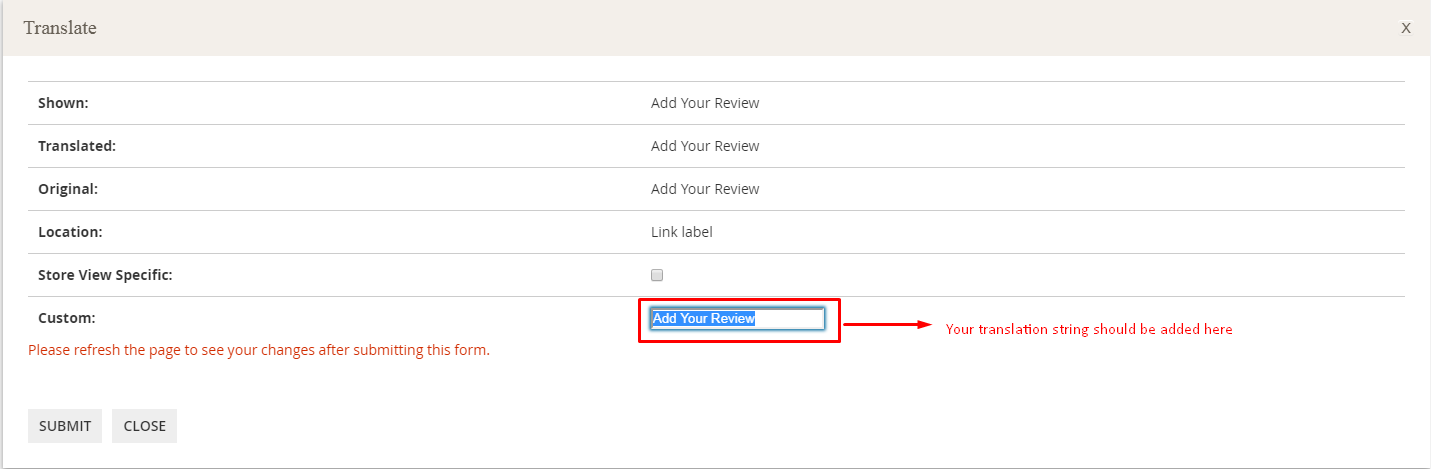 Translate X
Shown: Add Your Review
Translated: Add Your Review
Original: Add Your Review
Location: Link label
Store View Specific:
Custom: Add Your Review Your translation string should be added here
Please refresh the page to see your changes after submitting this form.
SUBMIT CLOSE